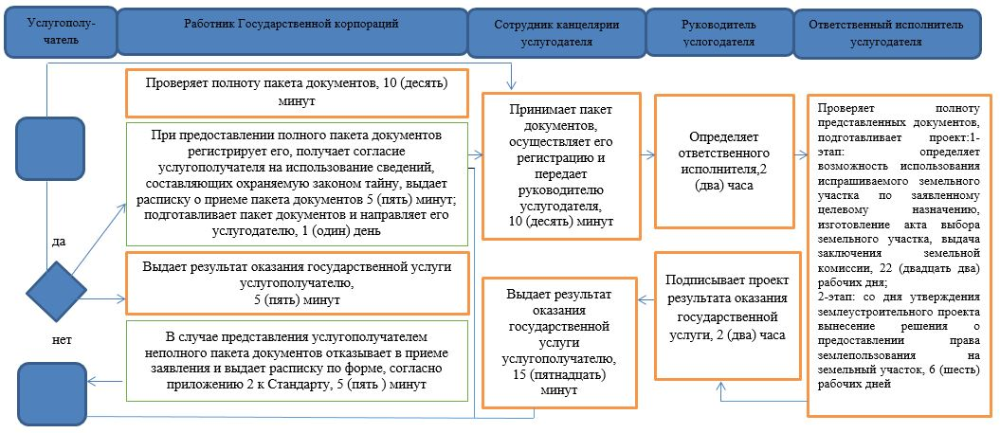 Услугополу-
чатель
Работник Государственной корпораций
Сотрудник канцелярии
услугодателя
Руководитель
услогодателя
Ответственный исполнитель
услугодателя
Проверяет полноту пакета документов, 10 (десять)
минут
При предоставлении полного пакета документов
регистрирует его, получает согласие
услугополучателя на использование сведений,
составляющих охраняемую законом тайну, выдает
расписку о приеме пакета документов 5 (пять) минут;
подготавливает пакет документов и направляет его
услугодателю, 1 (один) день
да
Выдает результат оказания государственной услуги
услугополучателю,
5 (пять) минут
нет
В случае представления услугополучателем
неполного пакета документов отказывает в приеме
заявления и выдает расписку по форме, согласно
приложению 2 к Стандарту, 5 (пять ) минут
Принимает пакет
документов,
осуществляет его
регистрацию и
передает
руководителю
услугодателя,
10 (десять) минут
Выдает результат
оказания
государственной
услуги
услугополучателю,
15 (пятнадцать)
минут
Определяет
ответственного
исполнителя,2
(два) часа
Подписывает проект
результата оказания
государственной
услуги, 2 (два) часа
Проверяет полноту
представленных документов,
подготавливает проект:1-
этап: определяет
возможность использования
испрашиваемого земельного
участка по заявленному
целевому назначению,
изготовление акта выбора
земельного участка, выдача
заключения земельной
комиссии, 22 (двадцать два)
рабочих дня;
2-этап: со дня утверждения
землеустроительного проекта
вынесение решения о
предоставлении права
землепользования на
земельный участок, 6 (шесть)
рабочих дней